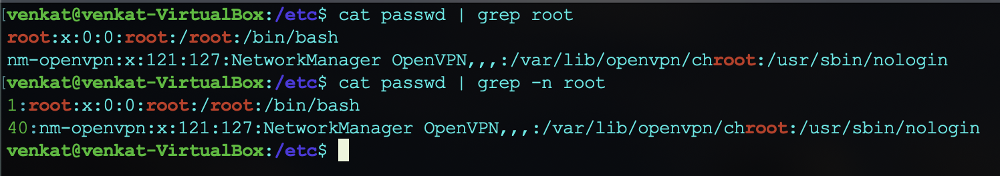 [venkat@venkat-VirtualBox:/etc$ cat passwd | grep root
root:x:0:0:root:/root:/bin/bash
nm-openvpn:x:121:127:NetworkManager OpenVPN,,,:/var/lib/openvpn/chroot:/usr/sbin/nologin
[venkat@venkat-VirtualBox:/etc$ cat passwd | grep -n root
1:root:x:0:0:root:/root:/bin/bash
40:nm-openvpn:x:121:127:NetworkManager OpenVPN,,,:/var/lib/openvpn/chroot:/usr/sbin/nologin
venkat@venkat-VirtualBox:/etc$